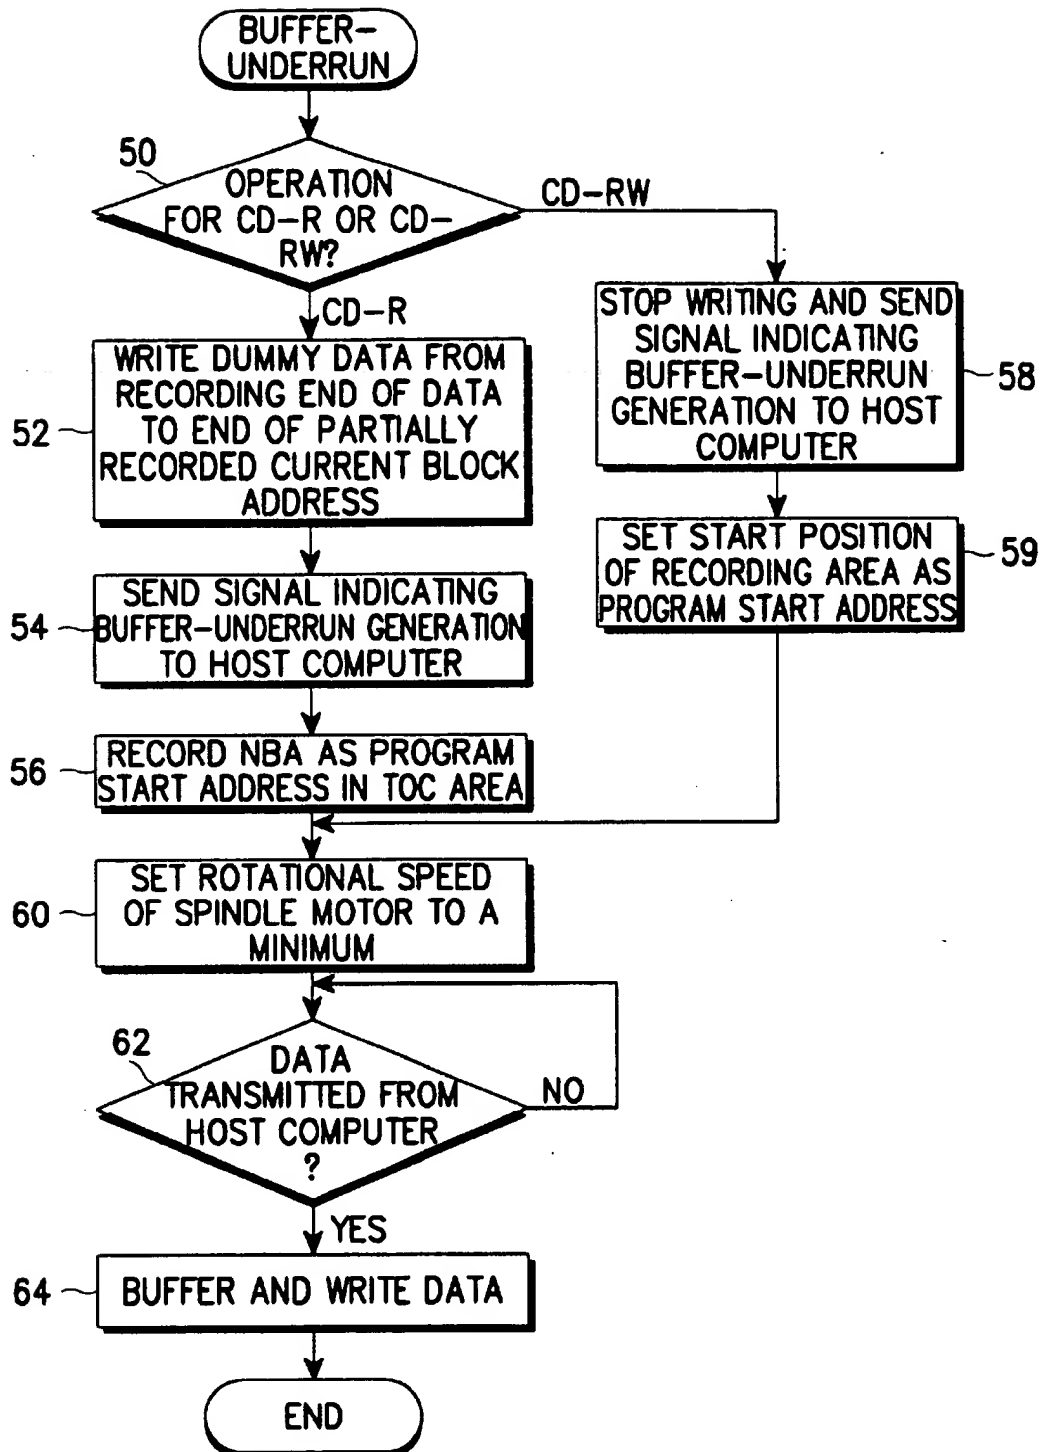 BUFFER-
UNDERRUN
50
OPERATION
FOR CD-R OR CD-
RW?
CD-RW
CD-R
52
WRITE DUMMY DATA FROM
RECORDING END OF DATA
TO END OF PARTIALLY
RECORDED CURRENT BLOCK
ADDRESS
STOP WRITING AND SEND
SIGNAL INDICATING
BUFFER-UNDERRUN
GENERATION TO HOST
COMPUTER
58
54
SEND SIGNAL INDICATING
BUFFER-UNDERRUN GENERATION
TO HOST COMPUTER
SET START POSITION
OF RECORDING AREA AS
PROGRAM START ADDRESS
59
56
RECORD NBA AS PROGRAM
START ADDRESS IN TOC AREA
60
SET ROTATIONAL SPEED
OF SPINDLE MOTOR TO A
MINIMUM
62
DATA
TRANSMITTED FROM
HOST COMPUTER
?
NO
YES
64
BUFFER AND WRITE DATA
END